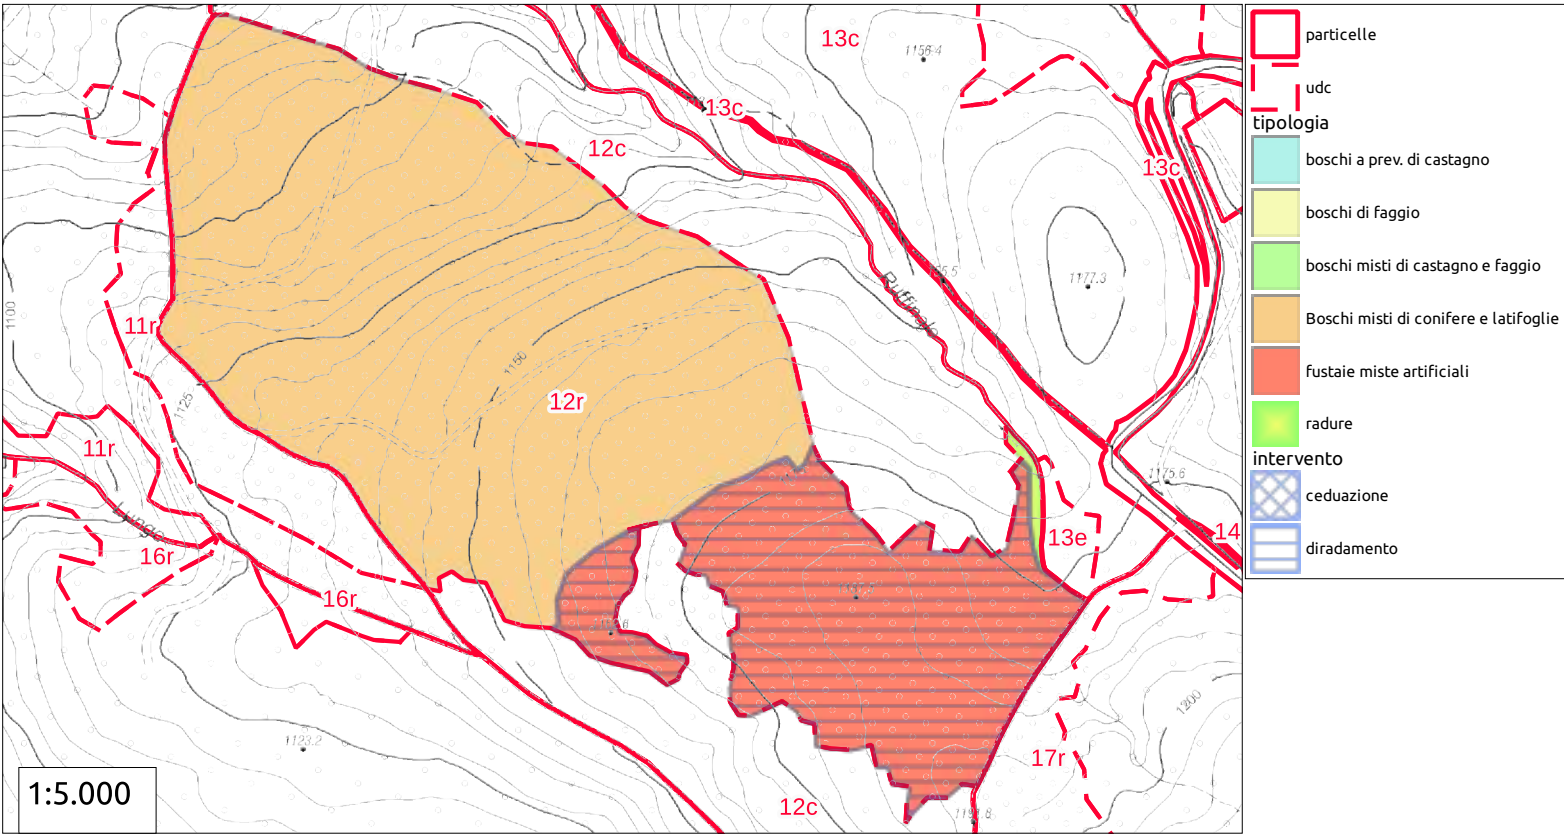 13c
1156.4
13c
12c
13c
1177.3
Ruffinale
1100
11r
1150
12r
1125
11r
1175.6
Lunga
16r
14
13e
16r
1200
1123.2
17r
12c
1:5.000
particelle
udc
tipologia
boschi a prev. di castagno
boschi di faggio
boschi misti di castagno e faggio
Boschi misti di conifere e latifoglie
fustaie miste artificiali
radure
intervento
ceduazione
diradamento